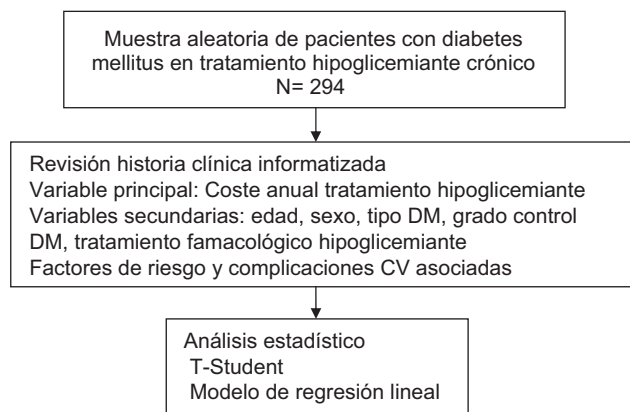 Muestra aleatoria de pacientes con diabetes
mellitus en tratamiento hipoglicemiante crónico
N= 294
Revisión historia clínica informatizada
Variable principal: Coste anual tratamiento hipoglicemiante
Variables secundarias: edad, sexo, tipo DM, grado control
DM, tratamiento famacológico hipoglicemiante
Factores de riesgo y complicaciones CV asociadas
Análisis estadístico
T-Student
Modelo de regresión lineal